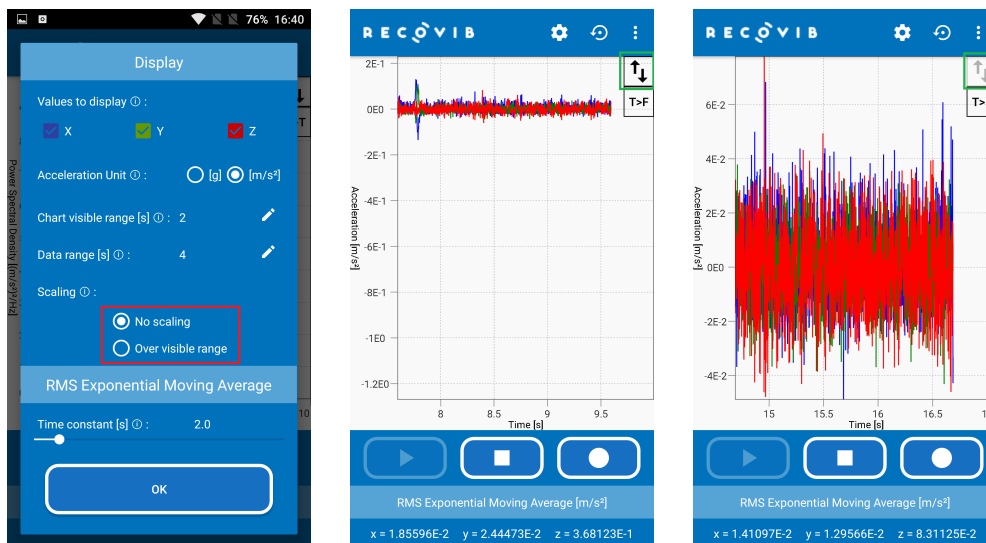 76% 16:40
Display
Values to display ⓘ :
X Y Z
Acceleration Unit ⓘ : [g] [m/s²]
Chart visible range [s] ⓘ : 2
Data range [s] ⓘ : 4
Scaling ⓘ :
No scaling
Over visible range
RMS Exponential Moving Average
Time constant [s] ⓘ : 2.0
OK
Power Spectral Density [(m/s²)²/Hz]
10
RECOVIB
2E-1
0E0
-2E-1
-4E-1
-6E-1
-8E-1
-1E0
-1.2E0
Acceleration [m/s²]
T>F
8 8.5 9 9.5
Time [s]
RMS Exponential Moving Average [m/s²]
x = 1.85596E-2 y = 2.44473E-2 z = 3.68123E-1
RECOVIB
6E-2
4E-2
2E-2
0E0
-2E-2
-4E-2
Acceleration [m/s²]
T>
15 15.5 16 16.5 1
Time [s]
RMS Exponential Moving Average [m/s²]
x = 1.41097E-2 y = 1.29566E-2 z = 8.31125E-2